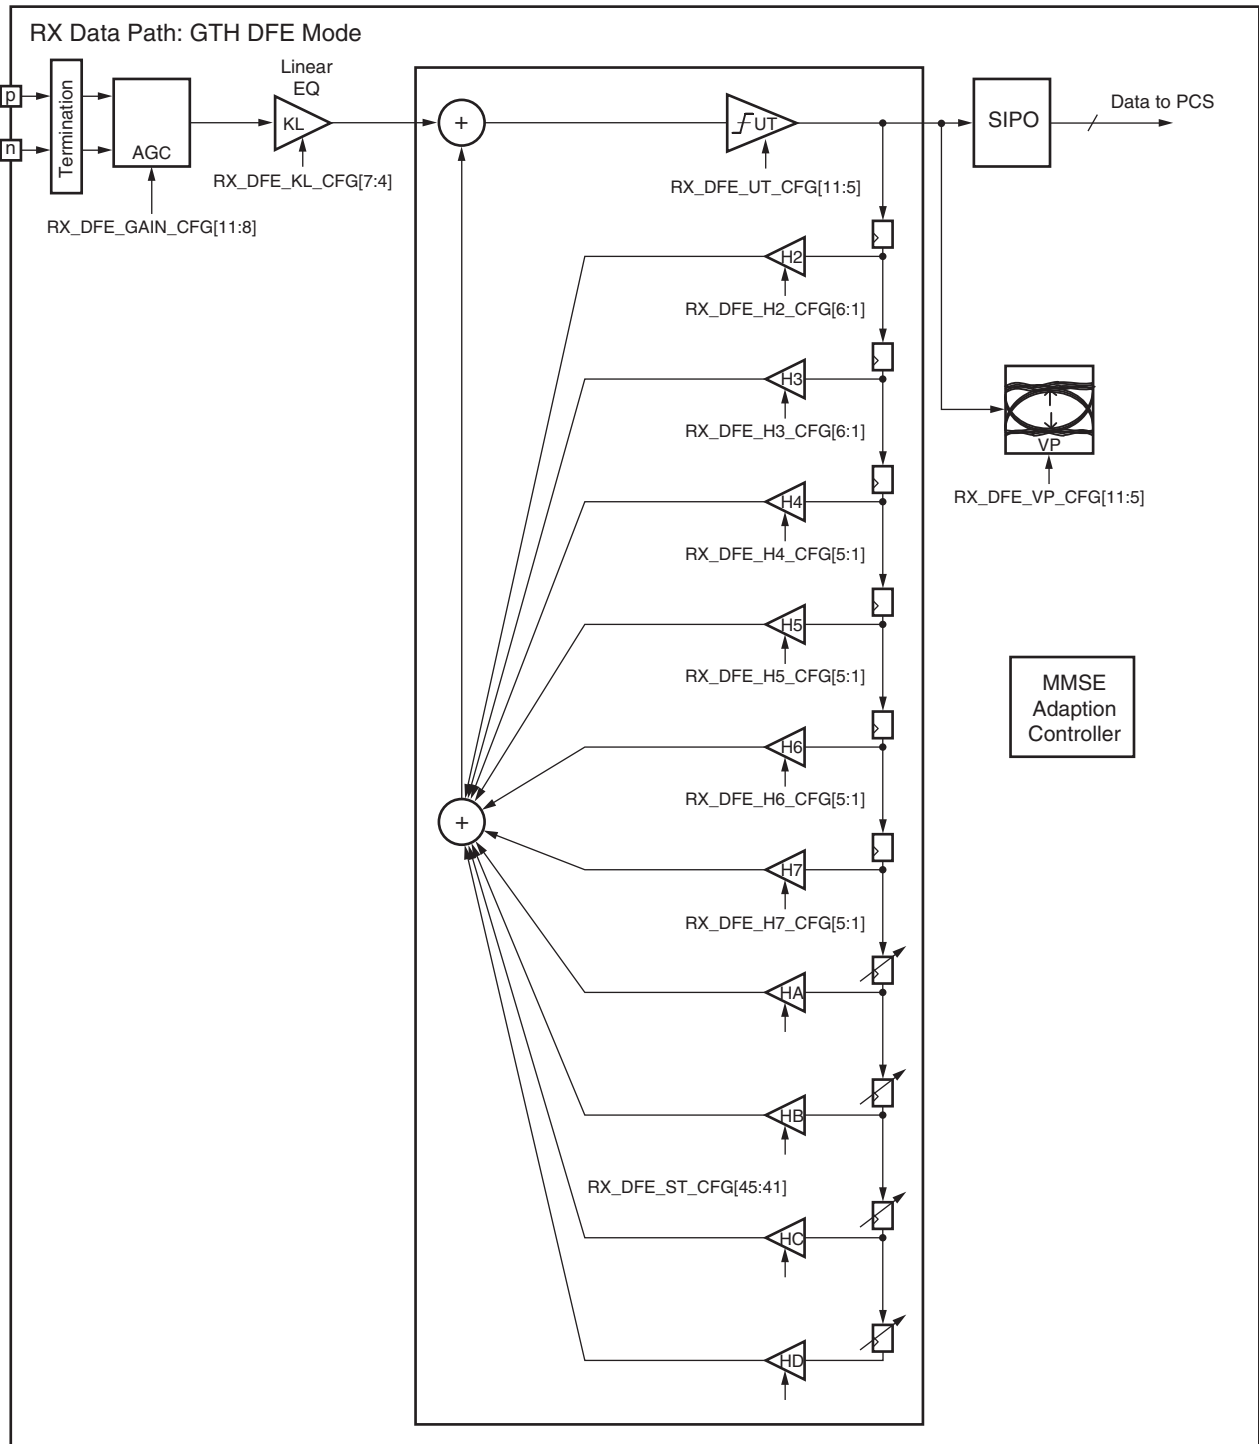 RX Data Path: GTH DFE Mode
p
n
Termination
AGC
RX_DFE_GAIN_CFG[11:8]
Linear
EQ
KL
RX_DFE_KL_CFG[7:4]
+
UT
RX_DFE_UT_CFG[11:5]
SIPO
Data to PCS
H2
RX_DFE_H2_CFG[6:1]
H3
RX_DFE_H3_CFG[6:1]
VP
RX_DFE_VP_CFG[11:5]
H4
RX_DFE_H4_CFG[5:1]
H5
RX_DFE_H5_CFG[5:1]
MMSE
Adaption
Controller
H6
RX_DFE_H6_CFG[5:1]
+
H7
RX_DFE_H7_CFG[5:1]
HA
HB
RX_DFE_ST_CFG[45:41]
HC
HD